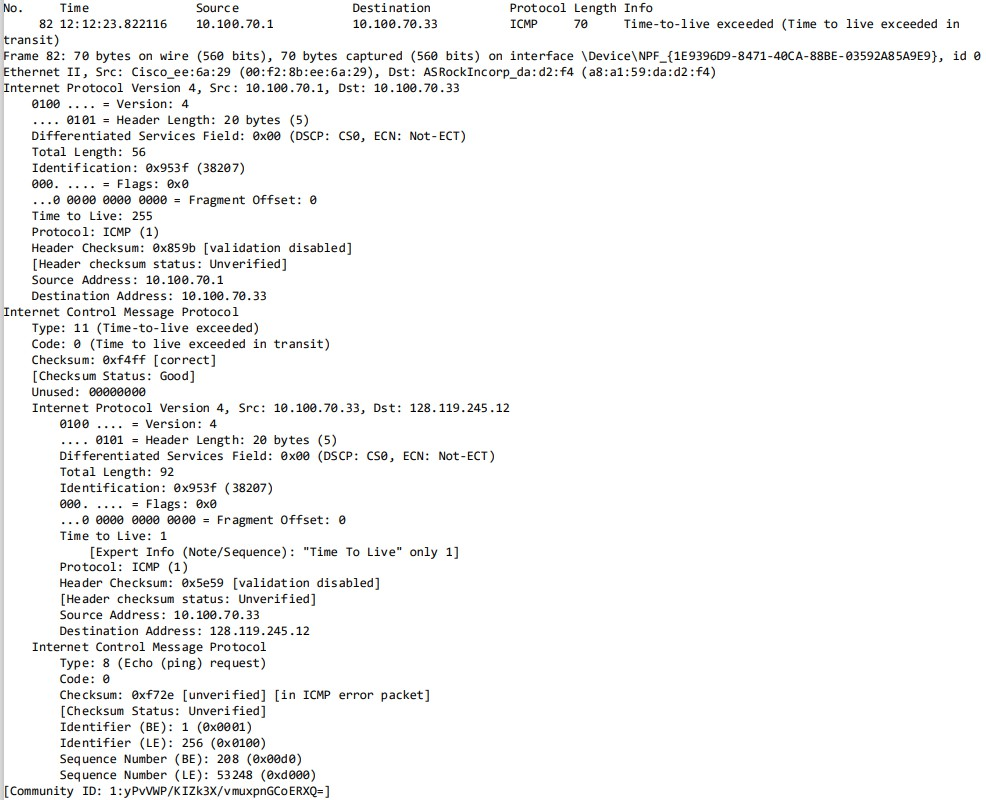 No. Time Source Destination Protocol Length Info
82 12:12:23.822116 10.100.70.1 10.100.70.33 ICMP 70 Time-to-live exceeded (Time to live exceeded in
transit)
Frame 82: 70 bytes on wire (560 bits), 70 bytes captured (560 bits) on interface \Device\NPF_{1E9396D9-8471-40CA-88BE-03592A85A9E9}, id 0
Ethernet II, Src: Cisco_ee:6a:29 (00:f2:8b:ee:6a:29), Dst: ASRockIncorp_da:d2:f4 (a8:a1:59:da:d2:f4)
Internet Protocol Version 4, Src: 10.100.70.1, Dst: 10.100.70.33
0100 .... = Version: 4
.... 0101 = Header Length: 20 bytes (5)
Differentiated Services Field: 0x00 (DSCP: CS0, ECN: Not-ECT)
Total Length: 56
Identification: 0x953f (38207)
000. .... = Flags: 0x0
...0 0000 0000 0000 = Fragment Offset: 0
Time to Live: 255
Protocol: ICMP (1)
Header Checksum: 0x859b [validation disabled]
[Header checksum status: Unverified]
Source Address: 10.100.70.1
Destination Address: 10.100.70.33
Internet Control Message Protocol
Type: 11 (Time-to-live exceeded)
Code: 0 (Time to live exceeded in transit)
Checksum: 0xf4ff [correct]
[Checksum Status: Good]
Unused: 00000000
Internet Protocol Version 4, Src: 10.100.70.33, Dst: 128.119.245.12
0100 .... = Version: 4
.... 0101 = Header Length: 20 bytes (5)
Differentiated Services Field: 0x00 (DSCP: CS0, ECN: Not-ECT)
Total Length: 92
Identification: 0x953f (38207)
000. .... = Flags: 0x0
...0 0000 0000 0000 = Fragment Offset: 0
Time to Live: 1
[Expert Info (Note/Sequence): "Time To Live" only 1]
Protocol: ICMP (1)
Header Checksum: 0x5e59 [validation disabled]
[Header checksum status: Unverified]
Source Address: 10.100.70.33
Destination Address: 128.119.245.12
Internet Control Message Protocol
Type: 8 (Echo (ping) request)
Code: 0
Checksum: 0xf72e [unverified] [in ICMP error packet]
[Checksum Status: Unverified]
Identifier (BE): 1 (0x0001)
Identifier (LE): 256 (0x0100)
Sequence Number (BE): 208 (0x00d0)
Sequence Number (LE): 53248 (0xd000)
[Community ID: 1:yPvVWP/KIZk3X/vmuxpnGCoERXQ=]